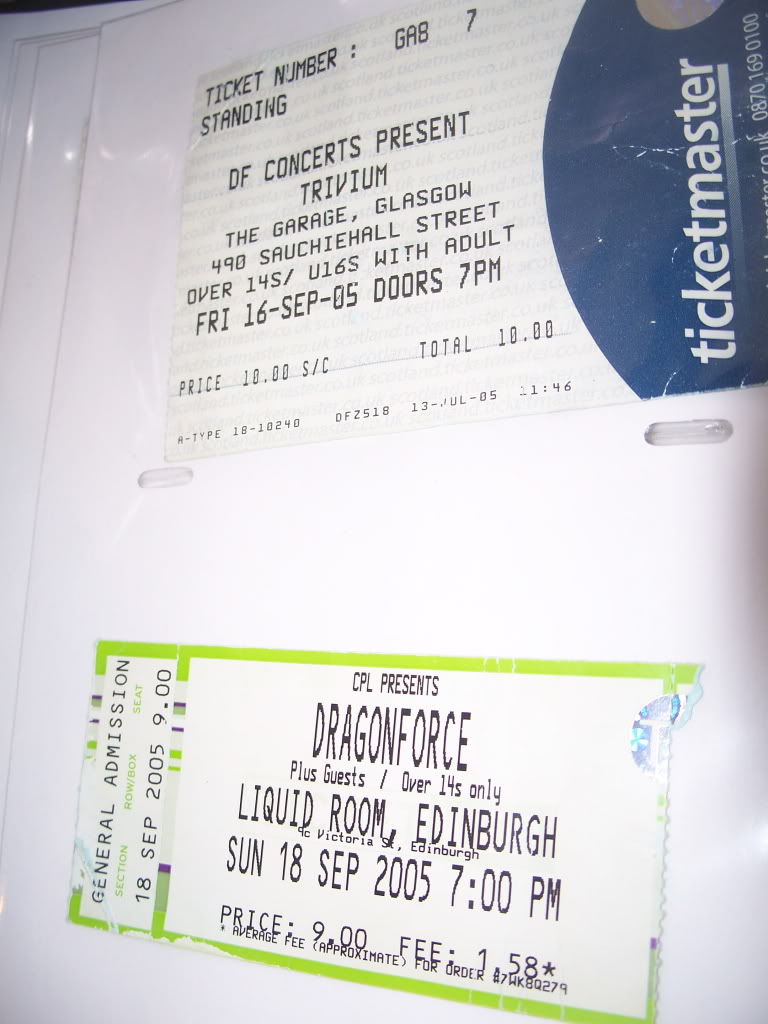 TICKET NUMBER : GAB 7
STANDING
DF CONCERTS PRESENT
TRIVIUM
THE GARAGE, GLASGOW
490 SAUCHIEHALL STREET
OVER 14S/ U16S WITH ADULT
FRI 16-SEP-05 DOORS 7PM
PRICE 10.00 S/C TOTAL 10.00
A-TYPE 18-10240 DFZ518 13-JUL-05 11:46
ticketmaster
0870 169 0100
GENERAL ADMISSION
SECTION ROW/BOX SEAT
18 SEP 2005 9.00
CPL PRESENTS
DRAGONFORCE
Plus Guests / Over 14s only
LIQUID ROOM, EDINBURGH
9c Victoria St, Edinburgh
SUN 18 SEP 2005 7:00 PM
PRICE: 9.00 FEE: 1.58*
* AVERAGE FEE (APPROXIMATE) FOR ORDER #7WK8Q279